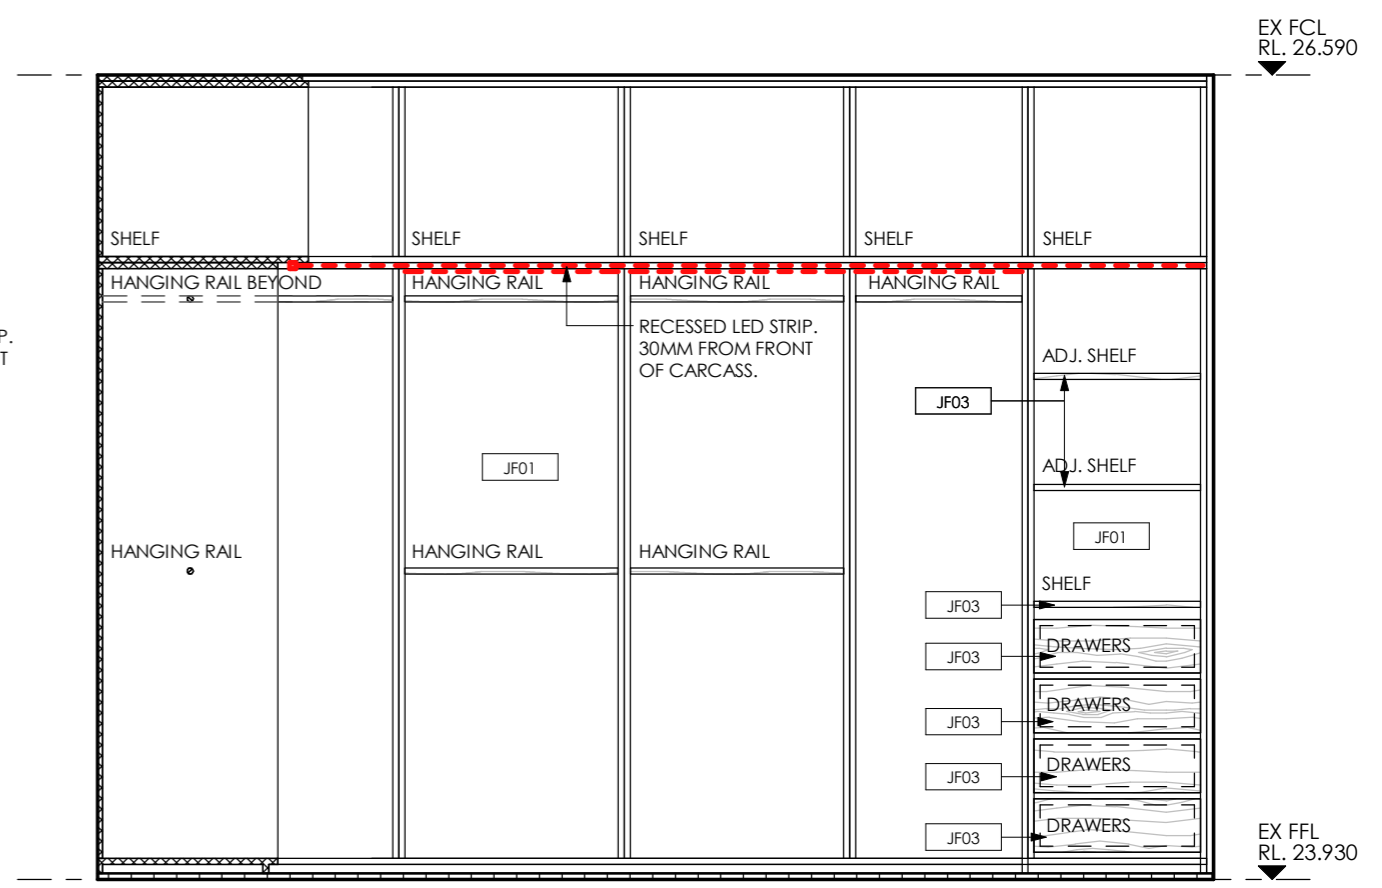 EX FCL
RL. 26.590
SHELF
SHELF
SHELF
SHELF
SHELF
HANGING RAIL BEYOND
HANGING RAIL
HANGING RAIL
HANGING RAIL
P.
T
RECESSED LED STRIP.
30MM FROM FRONT
OF CARCASS.
ADJ. SHELF
JF03
JF01
ADJ. SHELF
JF01
HANGING RAIL
HANGING RAIL
HANGING RAIL
SHELF
JF03
DRAWERS
JF03
DRAWERS
JF03
DRAWERS
JF03
DRAWERS
JF03
EX FFL
RL. 23.930